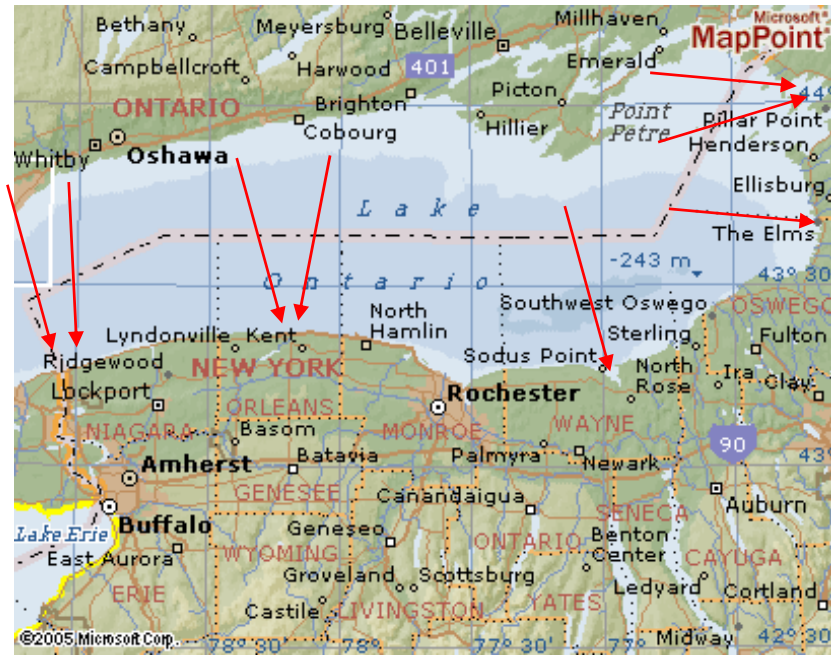 Bethany
Meyersburg
Belleville
Millhaven
Microsoft®
MapPoint®
Campbellcroft
Harwood
401
Emerald
ONTARIO
Brighton
Picton
44°
Cobourg
Hillier
Point
Petre
Pillar Point
Whitby
Oshawa
Henderson
Ellisburg
Lake
The Elms
-243 m
Ontario
43° 30'
North
Hamlin
Southwest Oswego
OSWEGO
Lyndonville
Kent
Sterling
Fulton
Ridgewood
NEW YORK
Sodus Point
North
Rose
Ira
Clay
Lockport
Rochester
ORLEANS
NIAGARA
Basom
MONROE
WAYNE
90
Amherst
Batavia
Palmyra
Newark
43°
GENESEE
Canandaigua
Auburn
Buffalo
SENECA
Lake Erie
Geneseo
ONTARIO
Benton
Center
East Aurora
WYOMING
CAYUGA
Groveland
Scottsburg
Ledyard
Cortland
ERIE
Castile
LIVINGSTON
YATES
©2005 Microsoft Corp.
78° 30'
78°
77° 30'
77°
Midway
42° 30'